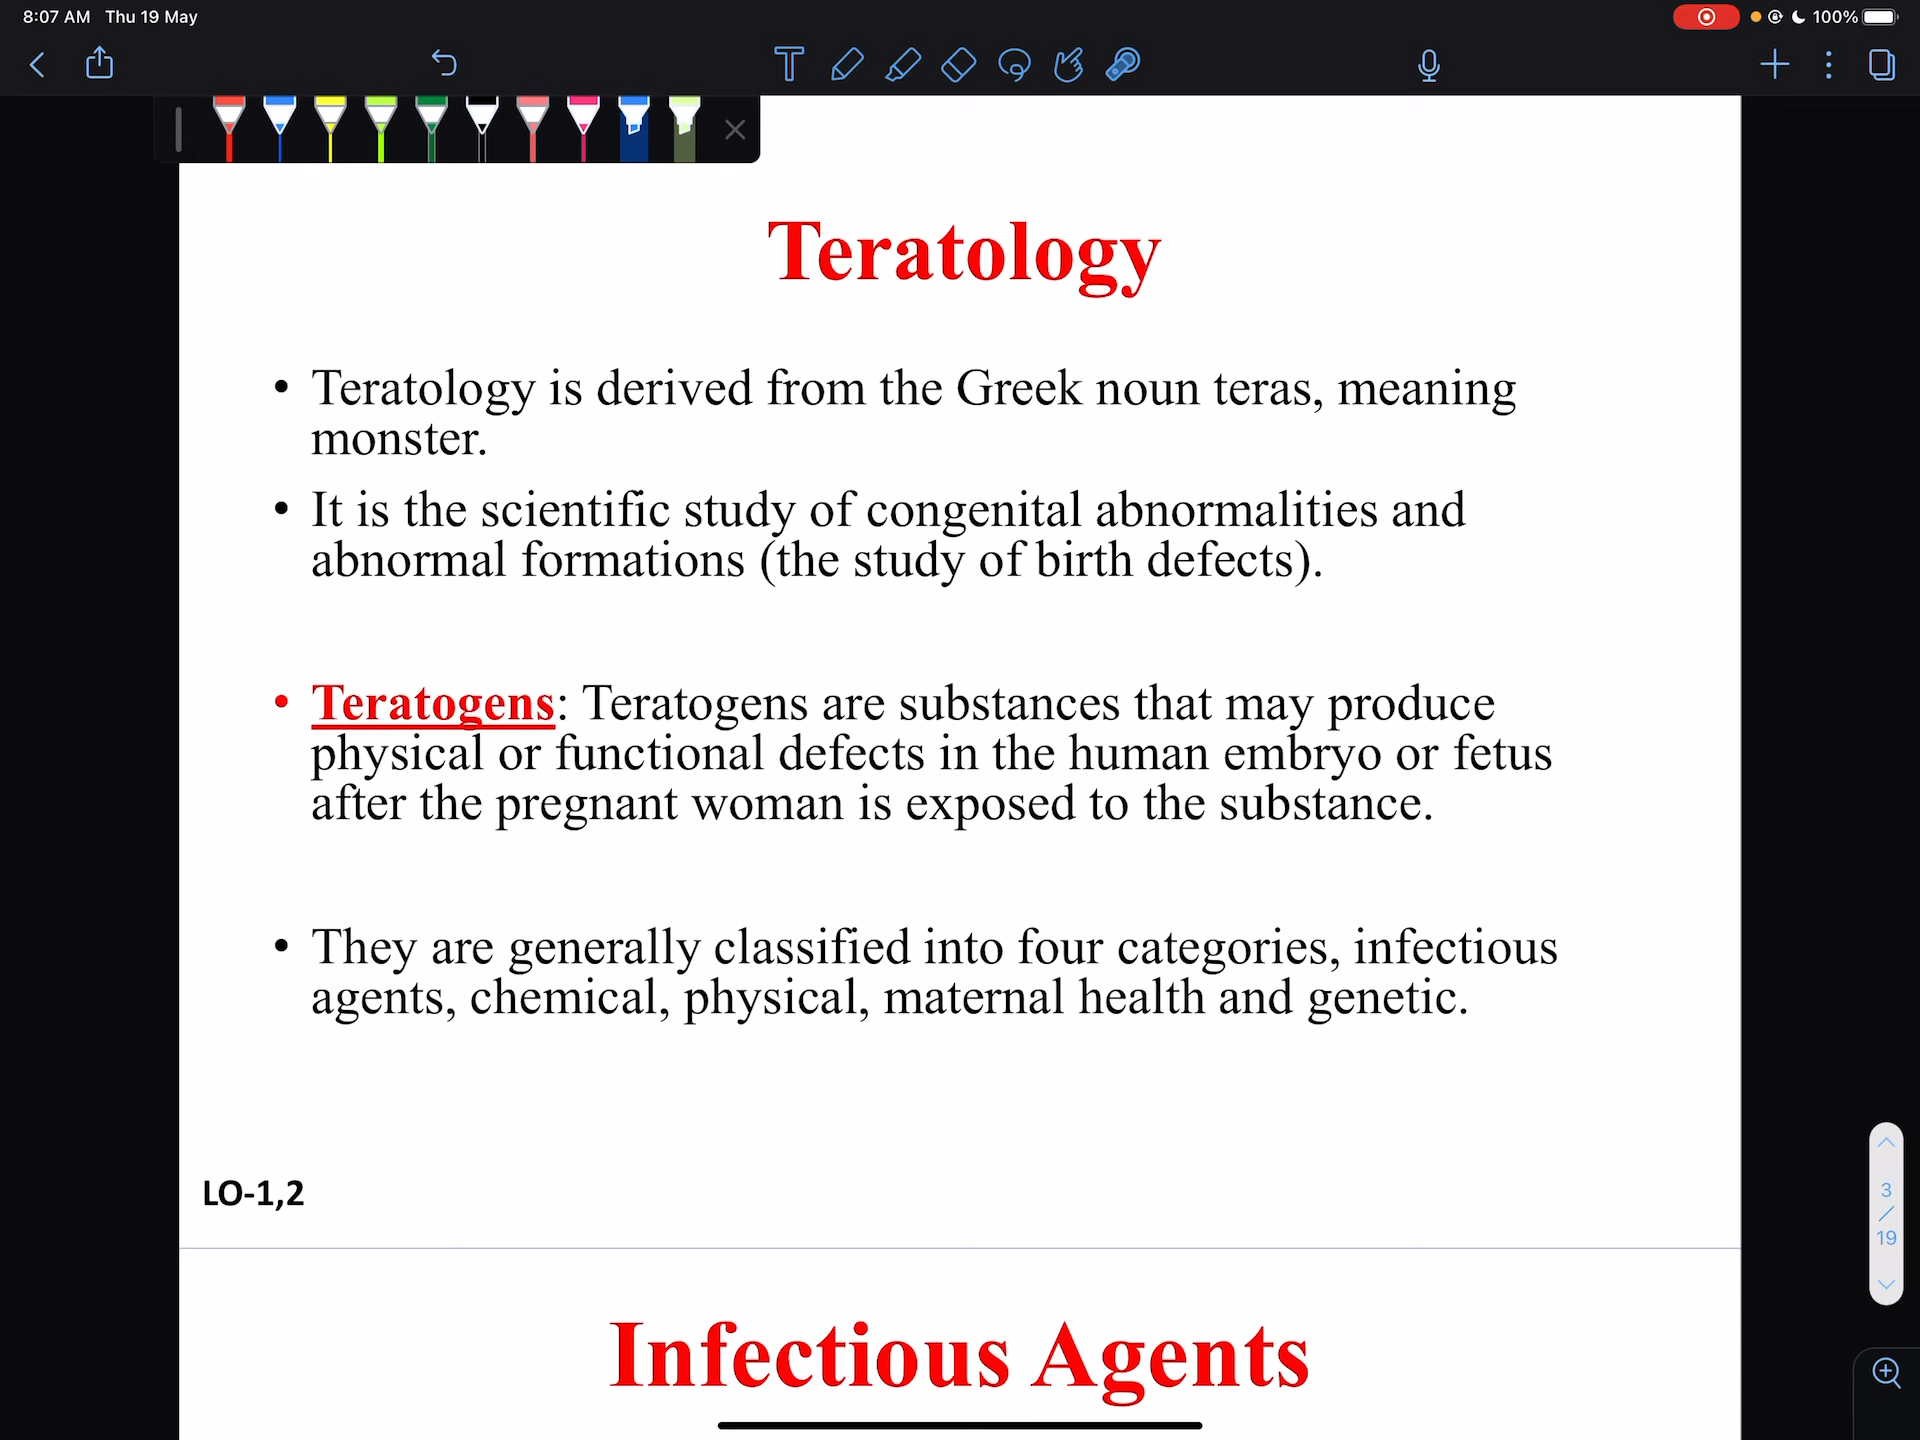 8:07 AM Thu 19 May
100%
Teratology
• Teratology is derived from the Greek noun teras, meaning
monster.
• It is the scientific study of congenital abnormalities and
abnormal formations (the study of birth defects).
• Teratogens: Teratogens are substances that may produce
physical or functional defects in the human embryo or fetus
after the pregnant woman is exposed to the substance.
• They are generally classified into four categories, infectious
agents, chemical, physical, maternal health and genetic.
LO-1,2
3
/
19
Infectious Agents